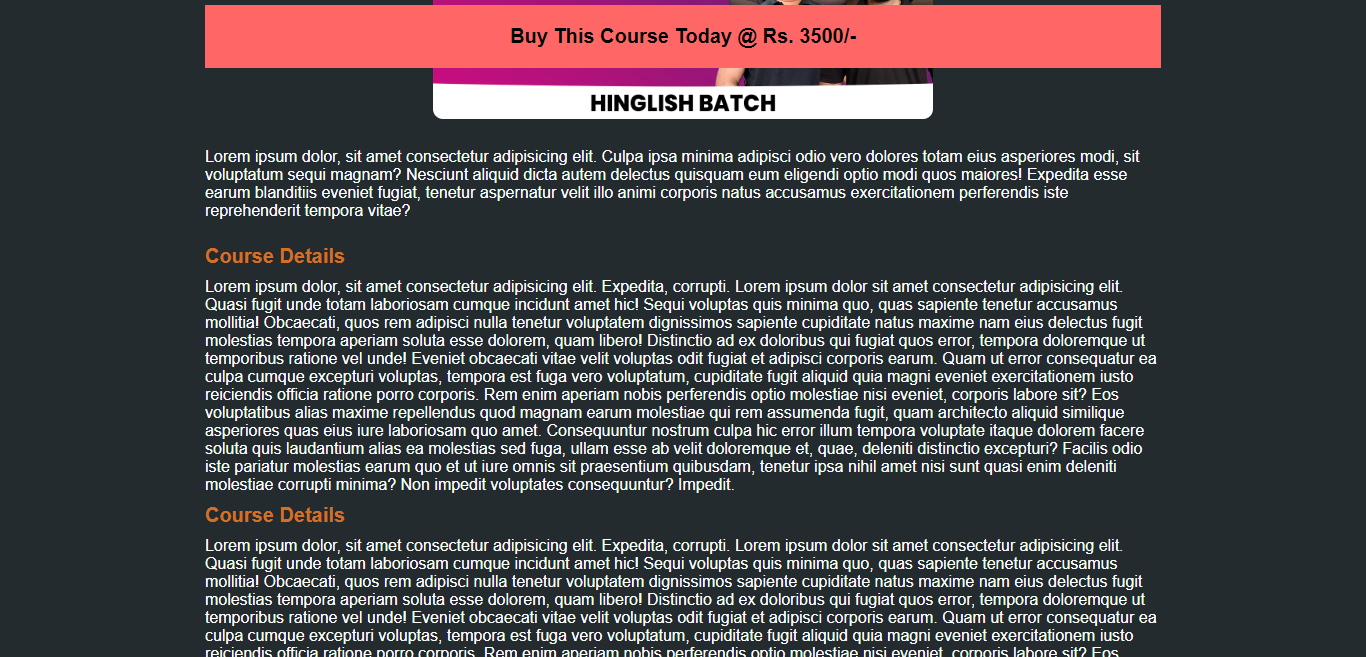 Buy This Course Today @ Rs. 3500/-
HINGLISH BATCH
Lorem ipsum dolor, sit amet consectetur adipisicing elit. Culpa ipsa minima adipisci odio vero dolores totam eius asperiores modi, sit
voluptatum sequi magnam? Nesciunt aliquid dicta autem delectus quisquam eum eligendi optio modi quos maiores! Expedita esse
earum blanditiis eveniet fugiat, tenetur aspernatur velit illo animi corporis natus accusamus exercitationem perferendis iste
reprehenderit tempora vitae?
Course Details
Lorem ipsum dolor, sit amet consectetur adipisicing elit. Expedita, corrupti. Lorem ipsum dolor sit amet consectetur adipisicing elit.
Quasi fugit unde totam laboriosam cumque incidunt amet hic! Sequi voluptas quis minima quo, quas sapiente tenetur accusamus
mollitia! Obcaecati, quos rem adipisci nulla tenetur voluptatem dignissimos sapiente cupiditate natus maxime nam eius delectus fugit
molestias tempora aperiam soluta esse dolorem, quam libero! Distinctio ad ex doloribus qui fugiat quos error, tempora doloremque ut
temporibus ratione vel unde! Eveniet obcaecati vitae velit voluptas odit fugiat et adipisci corporis earum. Quam ut error consequatur ea
culpa cumque excepturi voluptas, tempora est fuga vero voluptatum, cupiditate fugit aliquid quia magni eveniet exercitationem iusto
reiciendis officia ratione porro corporis. Rem enim aperiam nobis perferendis optio molestiae nisi eveniet, corporis labore sit? Eos
voluptatibus alias maxime repellendus quod magnam earum molestiae qui rem assumenda fugit, quam architecto aliquid similique
asperiores quas eius iure laboriosam quo amet. Consequuntur nostrum culpa hic error illum tempora voluptate itaque dolorem facere
soluta quis laudantium alias ea molestias sed fuga, ullam esse ab velit doloremque et, quae, deleniti distinctio excepturi? Facilis odio
iste pariatur molestias earum quo et ut iure omnis sit praesentium quibusdam, tenetur ipsa nihil amet nisi sunt quasi enim deleniti
molestiae corrupti minima? Non impedit voluptates consequuntur? Impedit.
Course Details
Lorem ipsum dolor, sit amet consectetur adipisicing elit. Expedita, corrupti. Lorem ipsum dolor sit amet consectetur adipisicing elit.
Quasi fugit unde totam laboriosam cumque incidunt amet hic! Sequi voluptas quis minima quo, quas sapiente tenetur accusamus
mollitia! Obcaecati, quos rem adipisci nulla tenetur voluptatem dignissimos sapiente cupiditate natus maxime nam eius delectus fugit
molestias tempora aperiam soluta esse dolorem, quam libero! Distinctio ad ex doloribus qui fugiat quos error, tempora doloremque ut
temporibus ratione vel unde! Eveniet obcaecati vitae velit voluptas odit fugiat et adipisci corporis earum. Quam ut error consequatur ea
culpa cumque excepturi voluptas, tempora est fuga vero voluptatum, cupiditate fugit aliquid quia magni eveniet exercitationem iusto
reiciendis officia ratione porro corporis. Rem enim aperiam nobis perferendis optio molestiae nisi eveniet, corporis labore sit? Eos